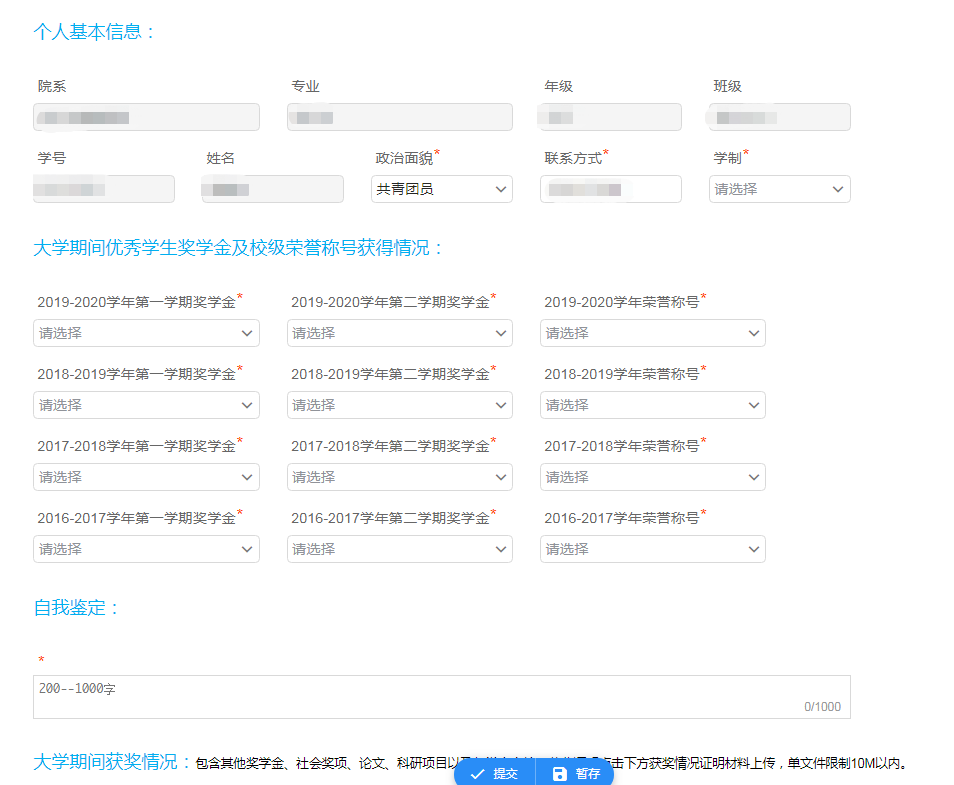 个人基本信息：
院系 专业 年级 班级
学号 姓名 政治面貌* 联系方式* 学制*
共青团员 请选择
大学期间优秀学生奖学金及校级荣誉称号获得情况：
2019-2020学年第一学期奖学金* 2019-2020学年第二学期奖学金* 2019-2020学年荣誉称号*
请选择 请选择 请选择
2018-2019学年第一学期奖学金* 2018-2019学年第二学期奖学金* 2018-2019学年荣誉称号*
请选择 请选择 请选择
2017-2018学年第一学期奖学金* 2017-2018学年第二学期奖学金* 2017-2018学年荣誉称号*
请选择 请选择 请选择
2016-2017学年第一学期奖学金* 2016-2017学年第二学期奖学金* 2016-2017学年荣誉称号*
请选择 请选择 请选择
自我鉴定：
*
200--1000字
0/1000
大学期间获奖情况：包含其他奖学金、社会奖项、论文、科研项目以 击下方获奖情况证明材料上传，单文件限制10M以内。
提交 暂存